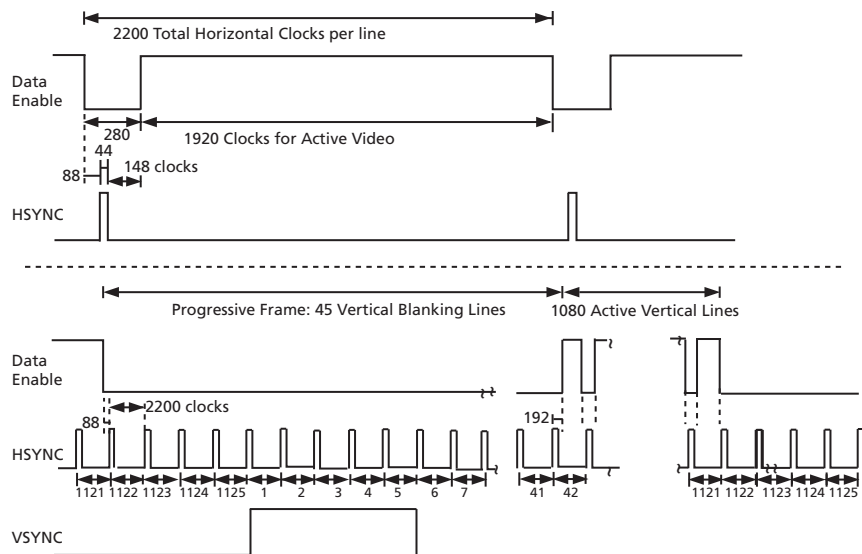 2200 Total Horizontal Clocks per line
Data
Enable
280
1920 Clocks for Active Video
44
148 clocks
88
HSYNC
Progressive Frame: 45 Vertical Blanking Lines
1080 Active Vertical Lines
Data
Enable
2200 clocks
88
192
HSYNC
1121 1122 1123 1124 1125 1 2 3 4 5 6 7 41 42 1121 1122 1123 1124 1125
VSYNC